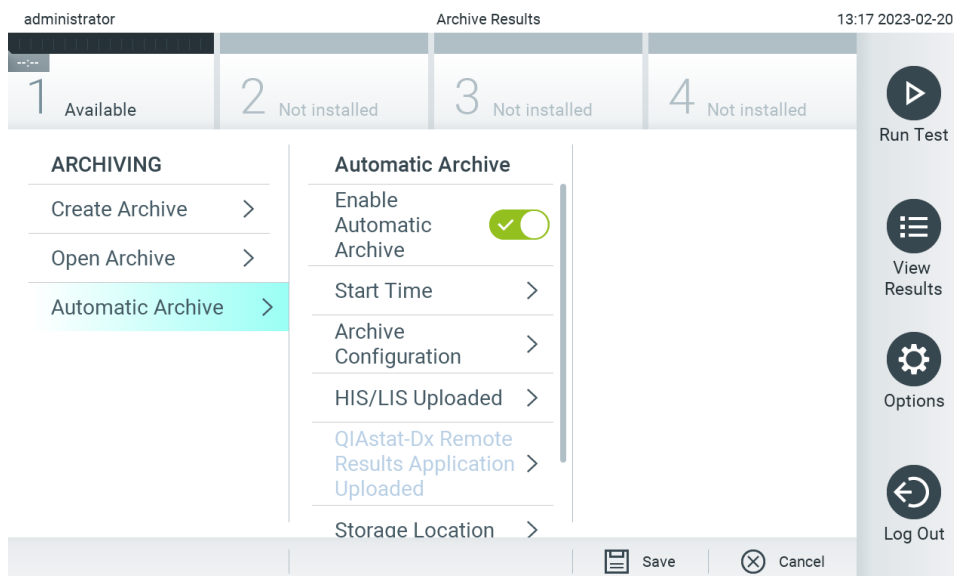 administrator
Archive Results
13:17 2023-02-20
--:--
1 Available
2 Not installed
3 Not installed
4 Not installed
Run Test
View
Results
Options
Log Out
ARCHIVING
Create Archive
Open Archive
Automatic Archive
Automatic Archive
Enable
Automatic
Archive
Start Time
Archive
Configuration
HIS/LIS Uploaded
QIAstat-Dx Remote
Results Application
Uploaded
Storage Location
Save
Cancel